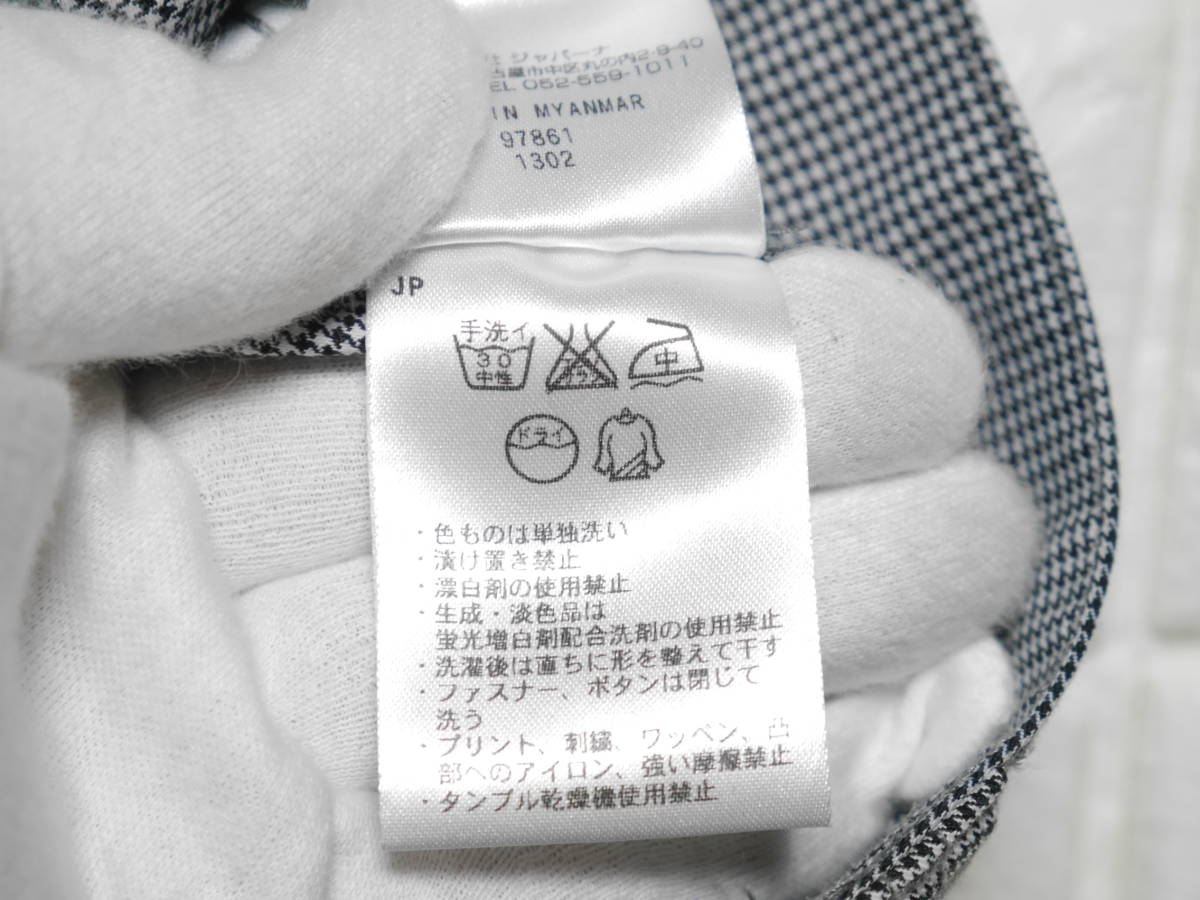 ジャパーナ
古屋市中区丸の内2-9-40
EL 052-559-1011
IN MYANMAR
97861
1302
JP
手洗イ
30
中性
中
ドライ
・色ものは単独洗い
・漬け置き禁止
・漂白剤の使用禁止
・生成・淡色品は
蛍光増白剤配合洗剤の使用禁止
・洗濯後は直ちに形を整えて干す
・ファスナー、ボタンは閉じて
洗う
・プリント、刺繍、ワッペン、凸
部へのアイロン、強い摩擦禁止
・タンブル乾燥機使用禁止